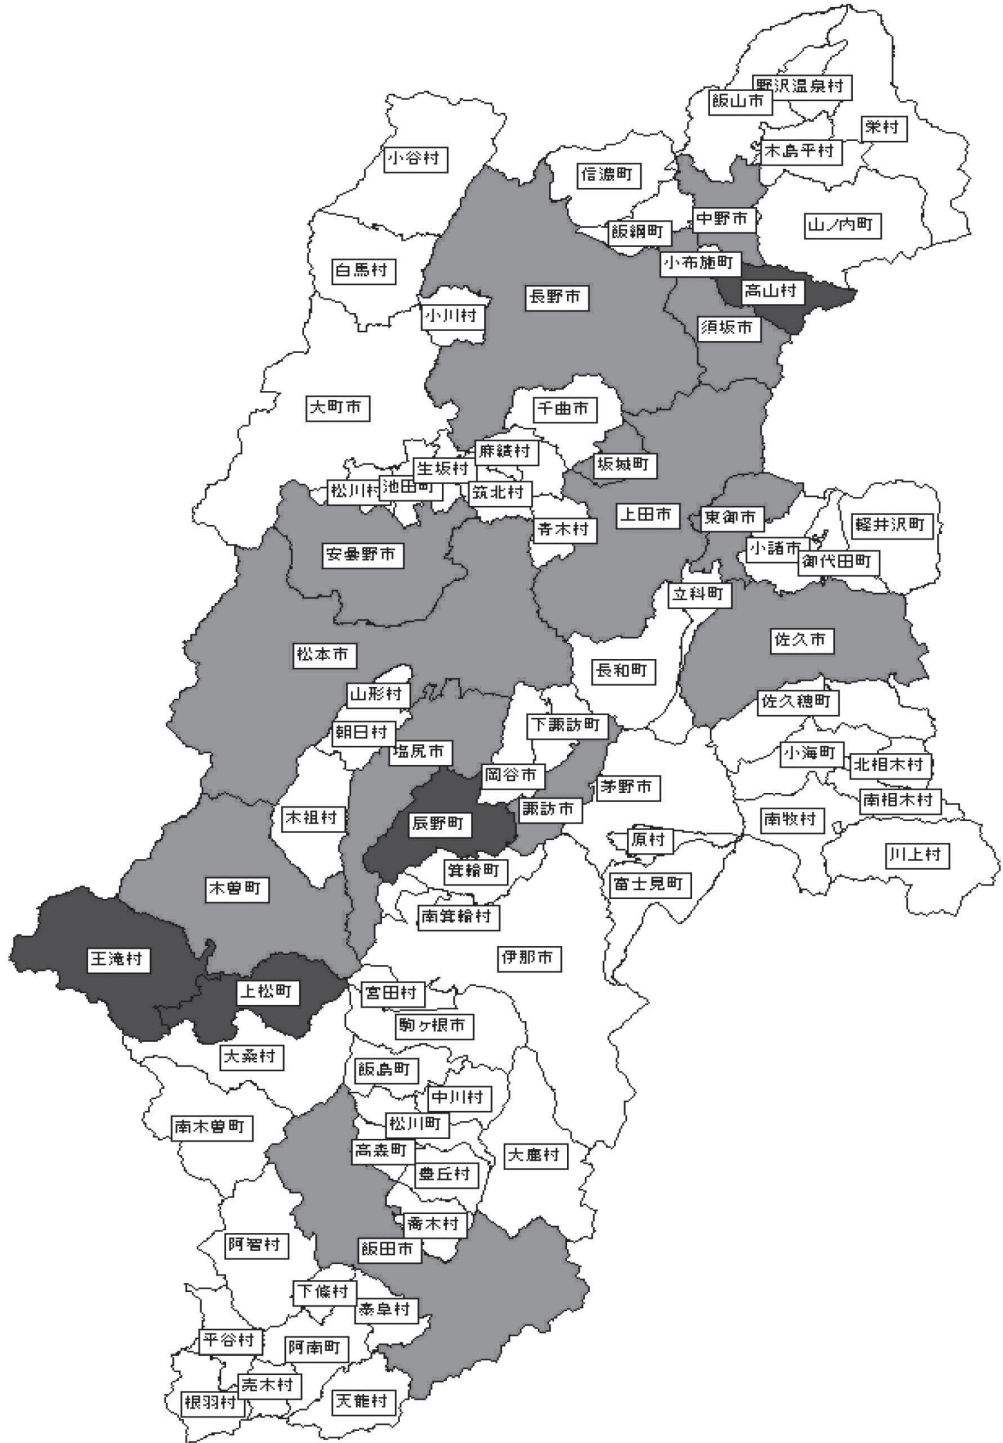 野沢温泉村
飯山市
栄村
木島平村
小谷村
信濃町
中野市
山ノ内町
飯綱町
小布施町
白馬村
高山村
長野市
小川村
須坂市
大町市
千曲市
麻績村
生坂村
坂城町
松川村
池田町
筑北村
青木村
上田市
東御市
軽井沢町
小諸市
御代田町
安曇野市
立科町
佐久市
松本市
長和町
山形村
佐久穂町
朝日村
下諏訪町
塩尻市
小海町
北相木村
岡谷市
茅野市
南相木村
諏訪市
木祖村
辰野町
南牧村
原村
川上村
箕輪町
木曽町
富士見町
南箕輪村
王滝村
伊那市
上松町
宮田村
駒ヶ根市
大桑村
飯島町
中川村
南木曽町
松川町
高森町
大鹿村
豊丘村
喬木村
阿智村
飯田市
下條村
泰阜村
平谷村
阿南町
売木村
根羽村
天龍村